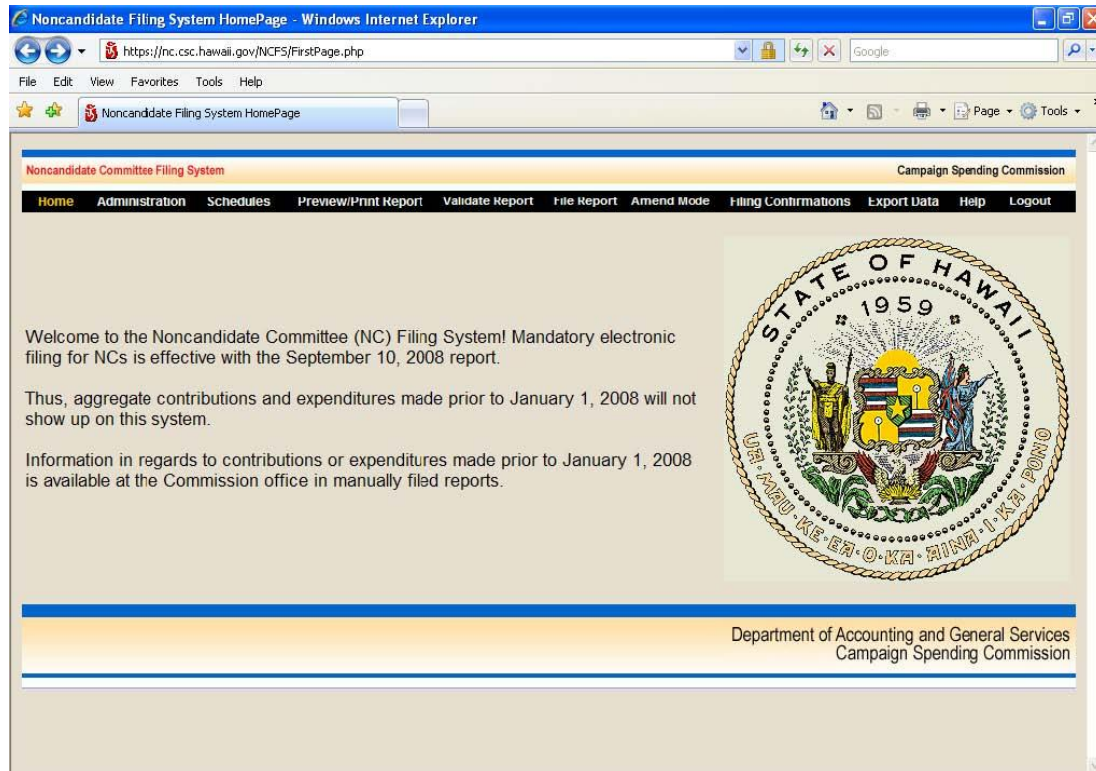 Noncandidate Filing System HomePage - Windows Internet Explorer
https://nc.csc.hawaii.gov/NCFS/FirstPage.php
Google
File Edit View Favorites Tools Help
Noncandidate Filing System HomePage
Page Tools
Noncandidate Committee Filing System
Campaign Spending Commission
Home Administration Schedules Preview/Print Report Validate Report File Report Amend Mode Filing Confirmations Export Data Help Logout
Welcome to the Noncandidate Committee (NC) Filing System! Mandatory electronic
filing for NCs is effective with the September 10, 2008 report.
Thus, aggregate contributions and expenditures made prior to January 1, 2008 will not
show up on this system.
Information in regards to contributions or expenditures made prior to January 1, 2008
is available at the Commission office in manually filed reports.
STATE OF HAWAII
1959
UA·MAU·KE·EA·O·KA·AINA·I·KA·PONO
Department of Accounting and General Services
Campaign Spending Commission